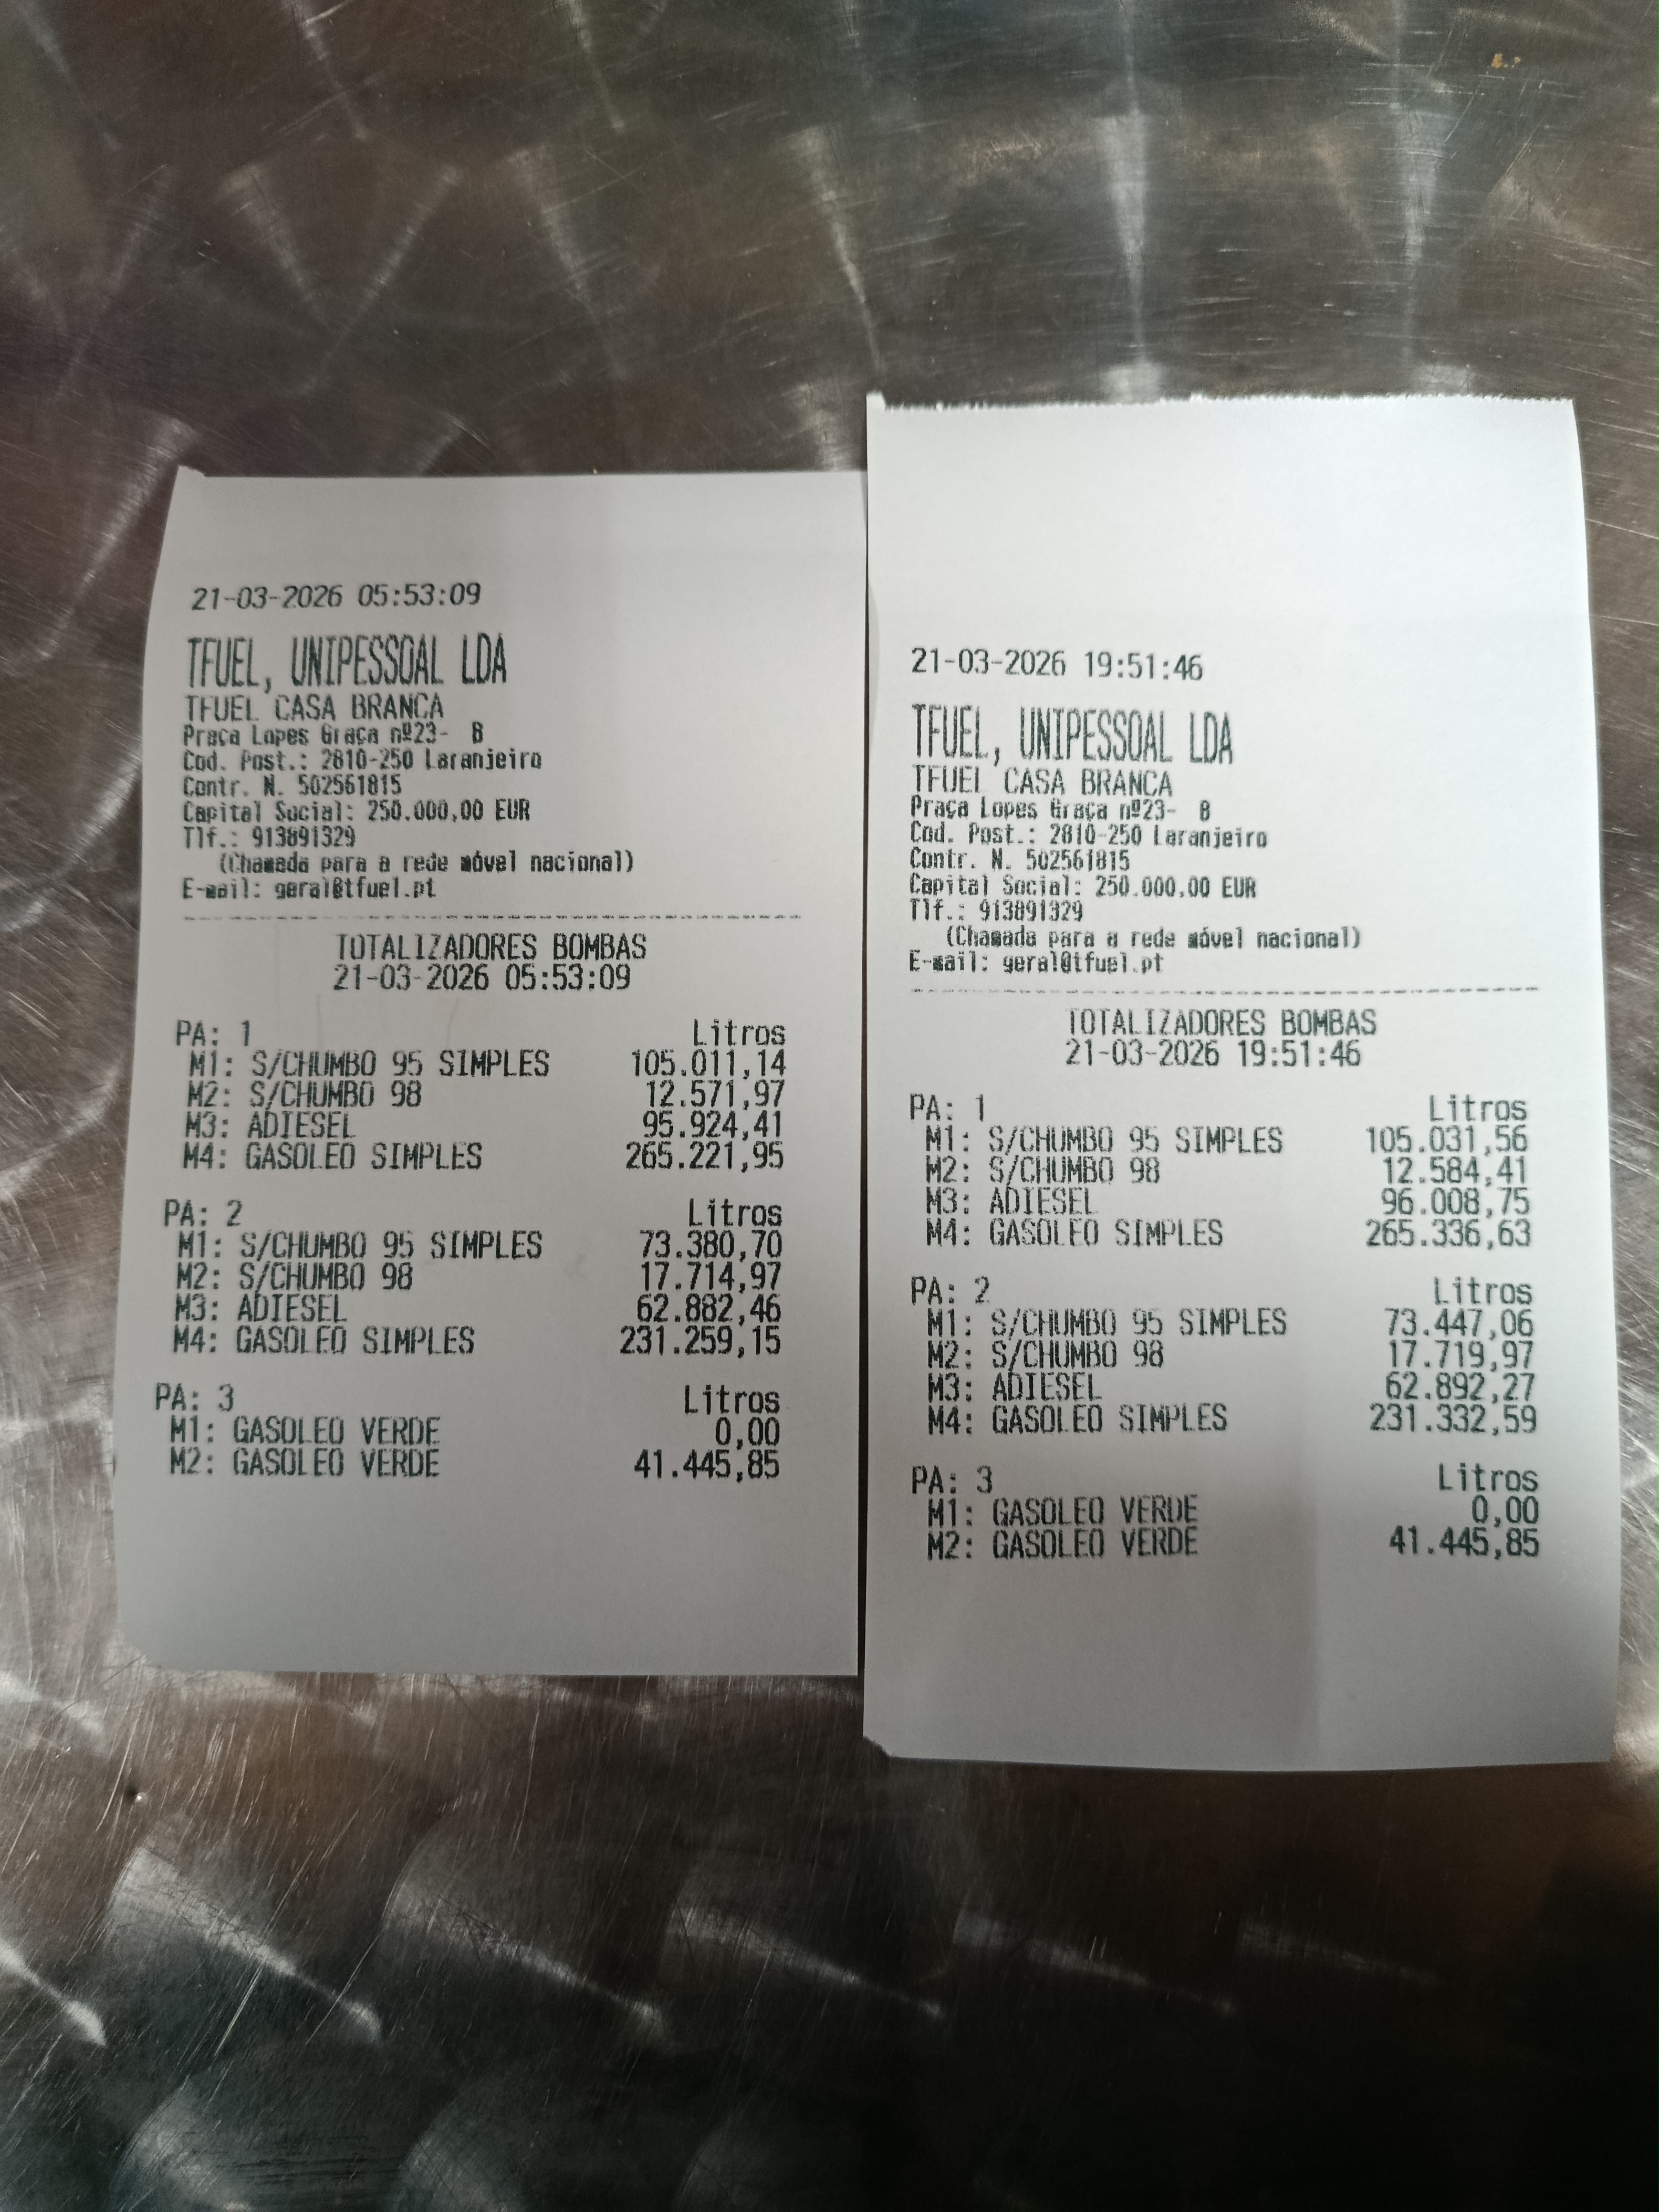 21-03-2026 05:53:09
TFUEL, UNIPESSOAL LDA
TFUEL CASA BRANCA
Praça Lopes Graça nº23-  B
Cod. Post.: 2810-250 Laranjeiro
Contr. N. 502561815
Capital Social: 250.000,00 EUR
Tlf.: 913891329
(Chamada para a rede móvel nacional)
E-mail: geral@tfuel.pt
TOTALIZADORES BOMBAS
21-03-2026 05:53:09
PA: 1 Litros
M1: S/CHUMBO 95 SIMPLES 105.011,14
M2: S/CHUMBO 98 12.571,97
M3: ADIESEL 95.924,41
M4: GASOLEO SIMPLES 265.221,95
PA: 2 Litros
M1: S/CHUMBO 95 SIMPLES 73.380,70
M2: S/CHUMBO 98 17.714,97
M3: ADIESEL 62.882,46
M4: GASOLEO SIMPLES 231.259,15
PA: 3 Litros
M1: GASOLEO VERDE 0,00
M2: GASOLEO VERDE 41.445,85
21-03-2026 19:51:46
TFUEL, UNIPESSOAL LDA
TFUEL CASA BRANCA
Praça Lopes Graça nº23-  B
Cod. Post.: 2810-250 Laranjeiro
Contr. N. 502561815
Capital Social: 250.000,00 EUR
Tlf.: 913891329
(Chamada para a rede móvel nacional)
E-mail: geral@tfuel.pt
TOTALIZADORES BOMBAS
21-03-2026 19:51:46
PA: 1 Litros
M1: S/CHUMBO 95 SIMPLES 105.031,56
M2: S/CHUMBO 98 12.584,41
M3: ADIESEL 96.008,75
M4: GASOLEO SIMPLES 265.336,63
PA: 2 Litros
M1: S/CHUMBO 95 SIMPLES 73.447,06
M2: S/CHUMBO 98 17.719,97
M3: ADIESEL 62.892,27
M4: GASOLEO SIMPLES 231.332,59
PA: 3 Litros
M1: GASOLEO VERDE 0,00
M2: GASOLEO VERDE 41.445,85